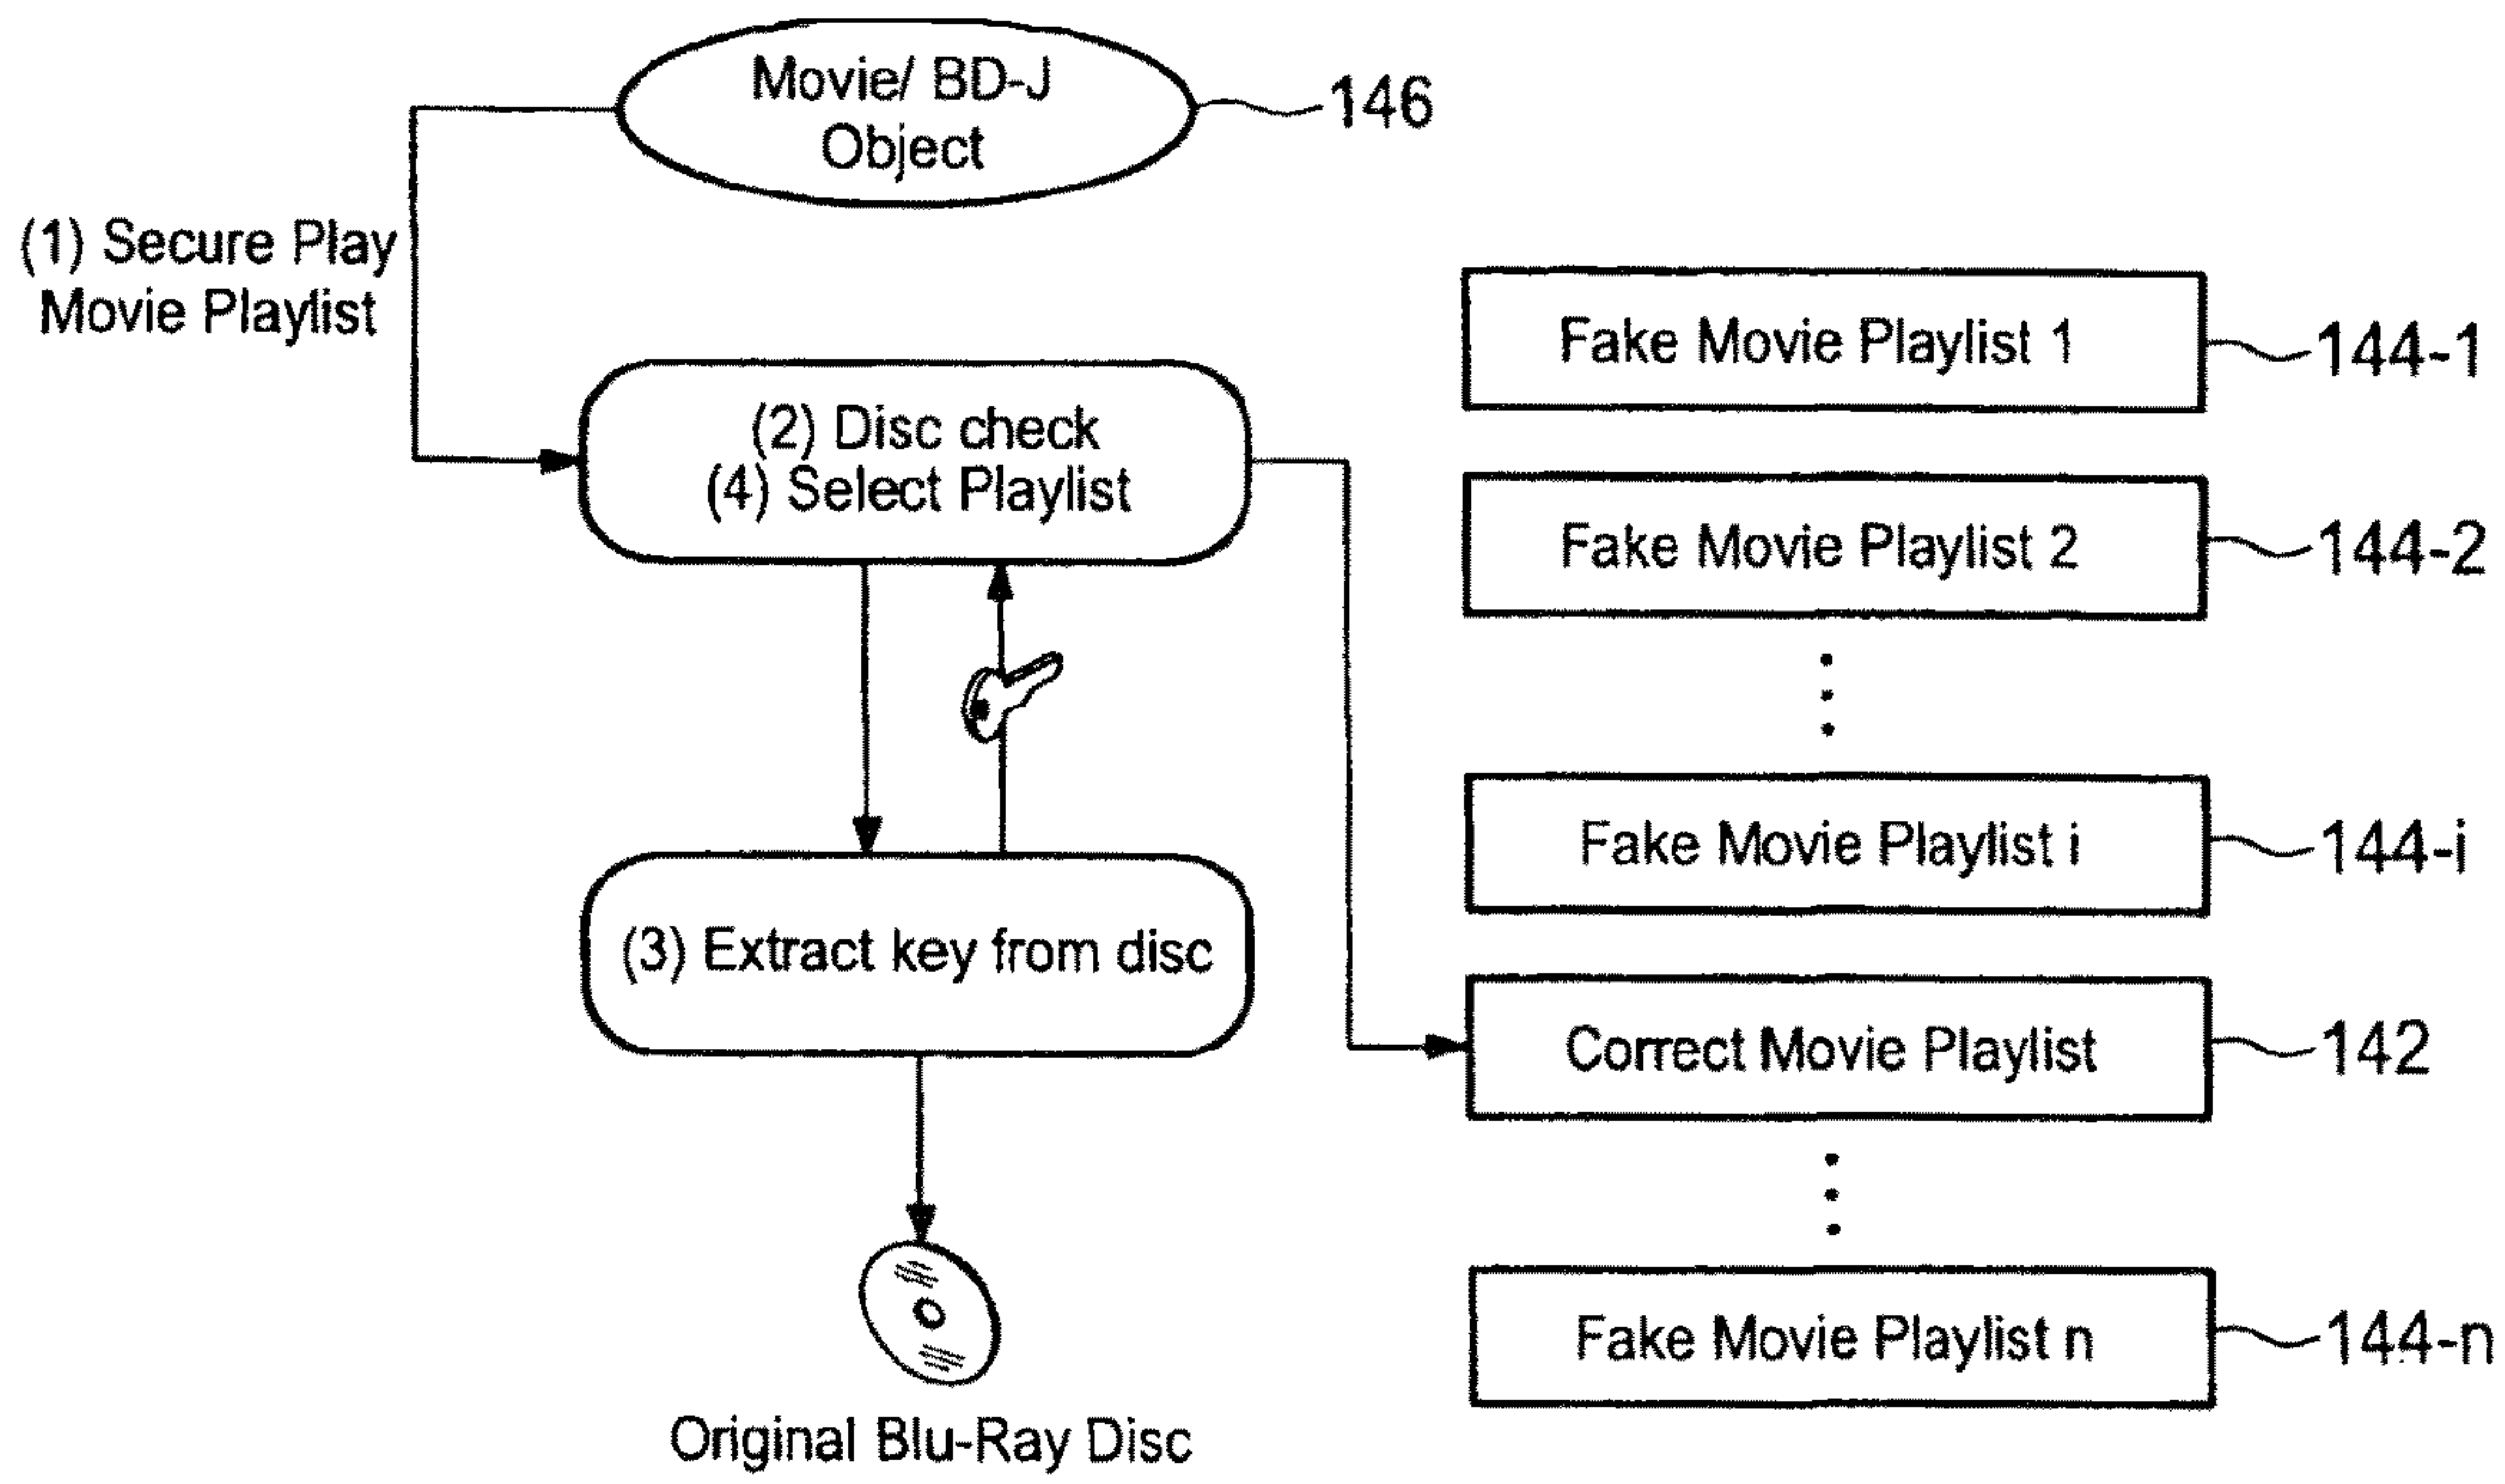 Movie/ BD-J
Object
146
(1) Secure Play
Movie Playlist
(2) Disc check
(4) Select Playlist
(3) Extract key from disc
Original Blu-Ray Disc
Fake Movie Playlist 1
144-1
Fake Movie Playlist 2
144-2
Fake Movie Playlist i
144-i
Correct Movie Playlist
142
Fake Movie Playlist n
144-n